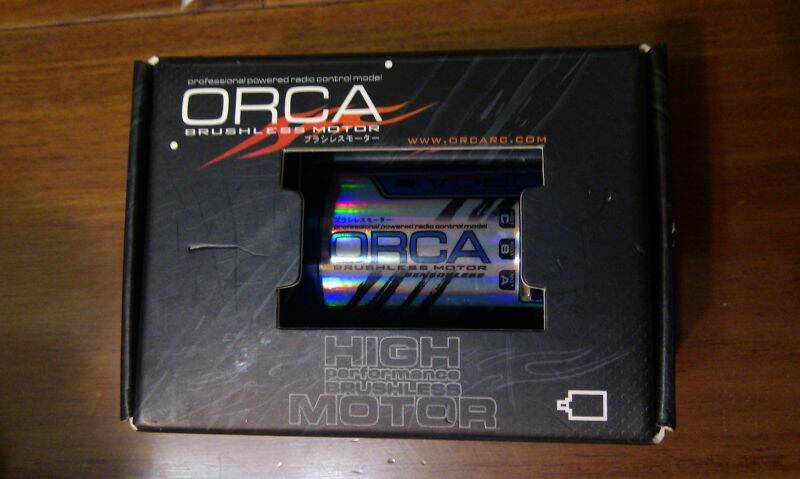 professional powered radio control model
ORCA
BRUSHLESS MOTOR
ブラシレスモーター
WWW.ORCARC.COM
ブラシレスモーター
professional powered radio control model
ORCA
BRUSHLESS MOTOR
SENSORLESS
C
B
A
HIGH
performance
BRUSHLESS
MOTOR